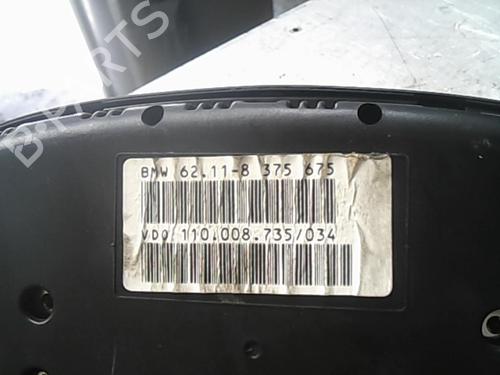 B-PARTS
BMW 62.11-8 375 675
VDO 110.008.735/034